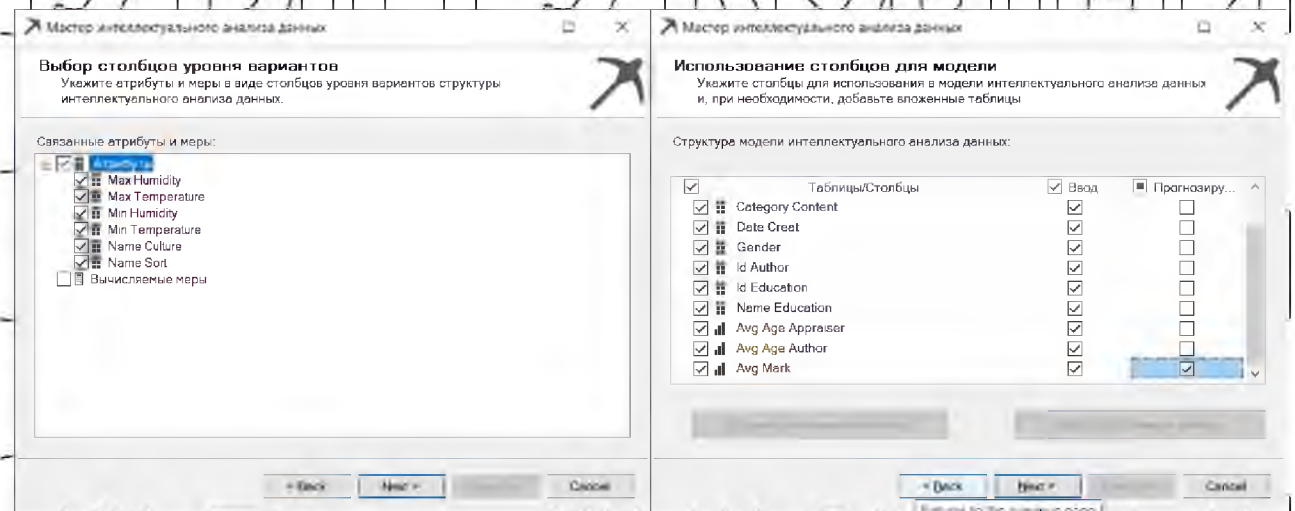 Мастер интеллектуального анализа данных
Выбор столбцов уровня вариантов
Укажите атрибуты и меры в виде столбцов уровня вариантов структуры
интеллектуального анализа данных.
Связанные атрибуты и меры:
Атрибуты
Max Humidity
Max Temperature
Min Humidity
Min Temperature
Name Culture
Name Sort
Вычисляемые меры
< Back
Next >
Cancel
Мастер интеллектуального анализа данных
Использование столбцов для модели
Укажите столбцы для использования в модели интеллектуального анализа данных
и, при необходимости, добавьте вложенные таблицы
Структура модели интеллектуального анализа данных:
Таблицы/Столбцы Ввод Прогнозиру...
Category Content
Date Creat
Gender
Id Author
Id Education
Name Education
Avg Age Appraiser
Avg Age Author
Avg Mark
< Back
Next >
Cancel